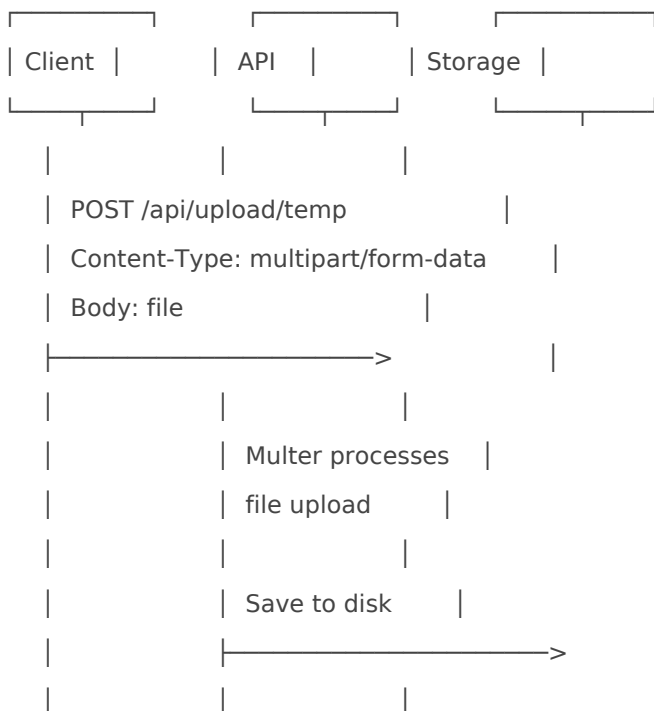 Client API Storage
POST /api/upload/temp
Content-Type: multipart/form-data
Body: file
Multer processes
file upload
Save to disk